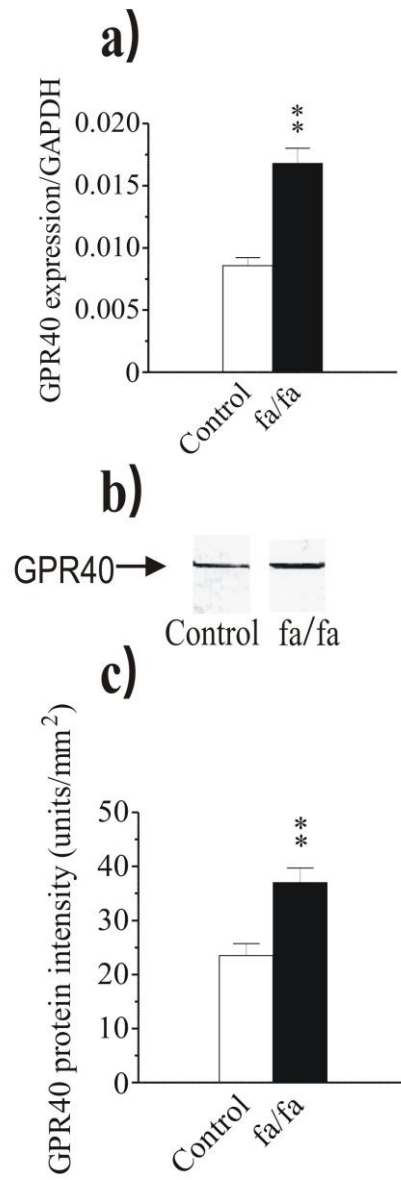 a)
GPR40 expression/GAPDH
0.020
0.015
0.010
0.005
0
**
Control
fa/fa
b)
GPR40
Control fa/fa
c)
GPR40 protein intensity (units/mm²)
50
40
30
20
10
0
**
Control
fa/fa